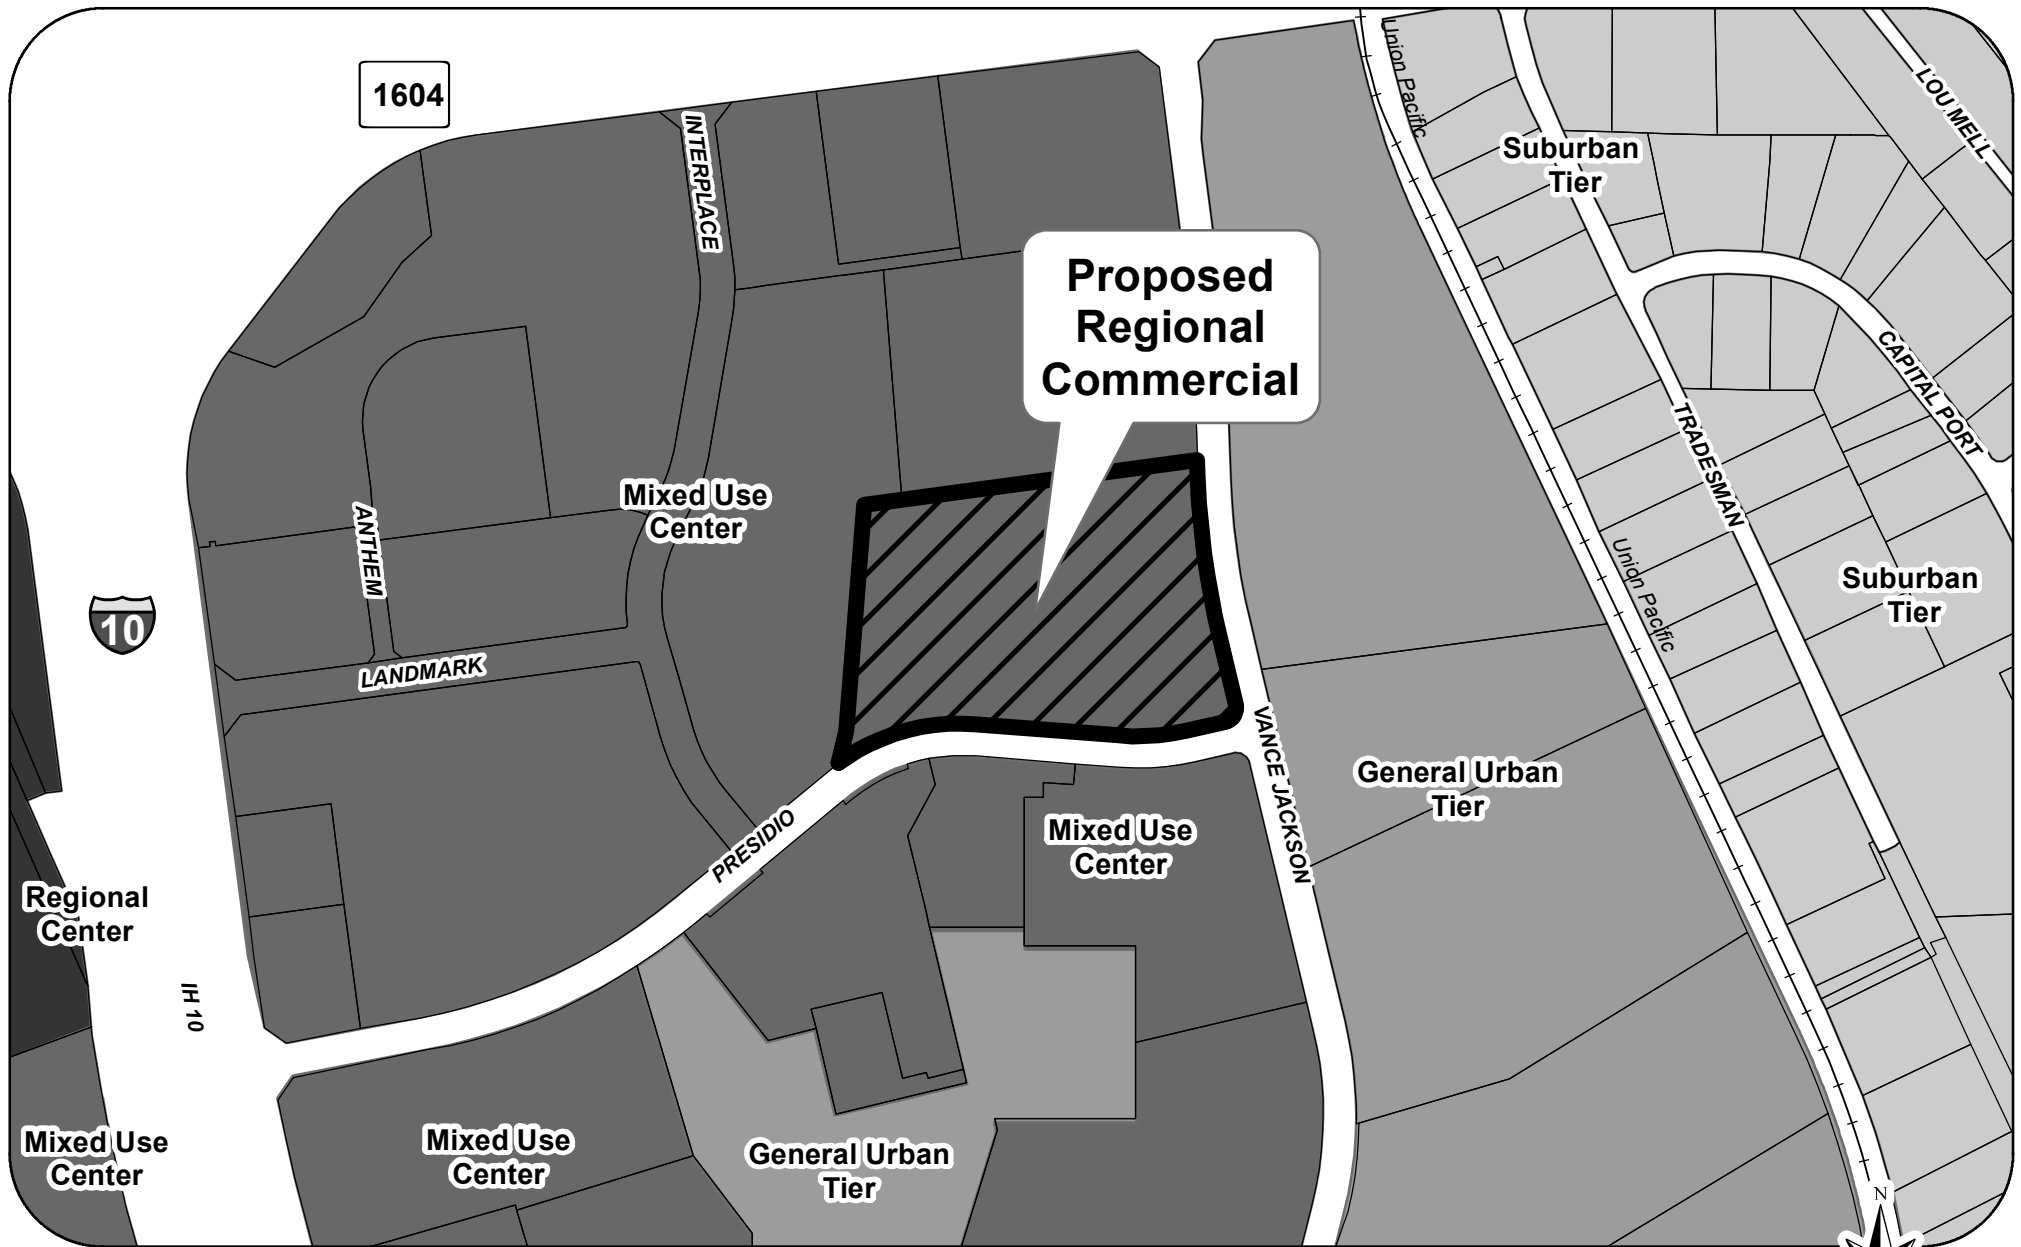 1604
Union Pacific
LOU MELL
INTERPLACE
Suburban
Tier
Proposed
Regional
Commercial
CAPITAL PORT
TRADESMAN
Mixed Use
Center
ANTHEM
Union Pacific
Suburban
Tier
10
LANDMARK
VANCE JACKSON
General Urban
Tier
PRESIDIO
Mixed Use
Center
Regional
Center
IH 10
Mixed Use
Center
Mixed Use
Center
General Urban
Tier
N